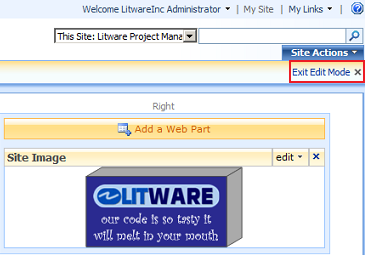 Welcome LitwareInc Administrator | My Site | My Links |
This Site: Litware Project Mana
Site Actions
Exit Edit Mode ×
Right
Add a Web Part
Site Image edit ×
LITWARE
our code is so tasty it
will melt in your mouth